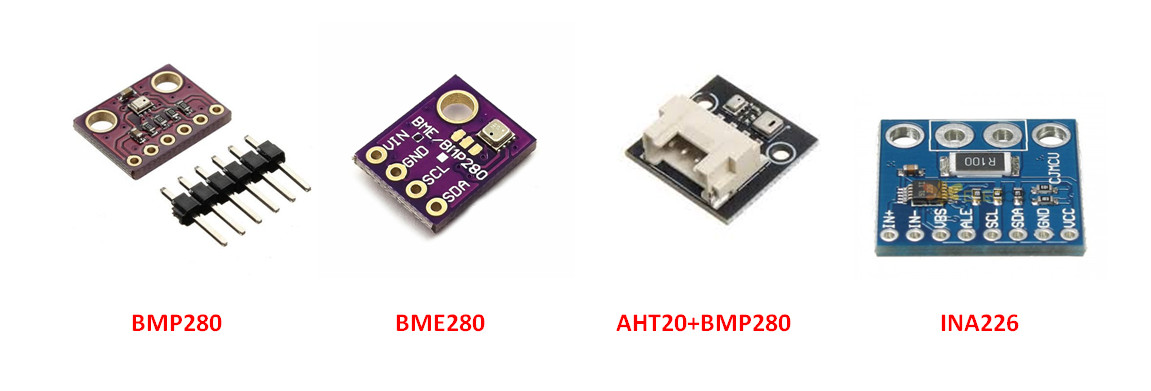 VIN
GND
SCL
SDA
BME/BMP280
R100
CJMCU
IN+
IN-
VBS
ALE
SCL
SDA
GND
VCC
BMP280
BME280
AHT20+BMP280
INA226